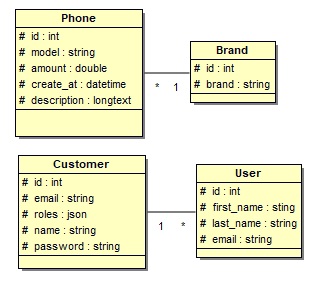 Phone
# id : int
# model : string
# amount : double
# create_at : datetime
# description : longtext
Brand
# id : int
# brand : string
* 1
Customer
# id : int
# email : string
# roles : json
# name : string
# password : string
User
# id : int
# first_name : sting
# last_name : string
# email : string
1 *